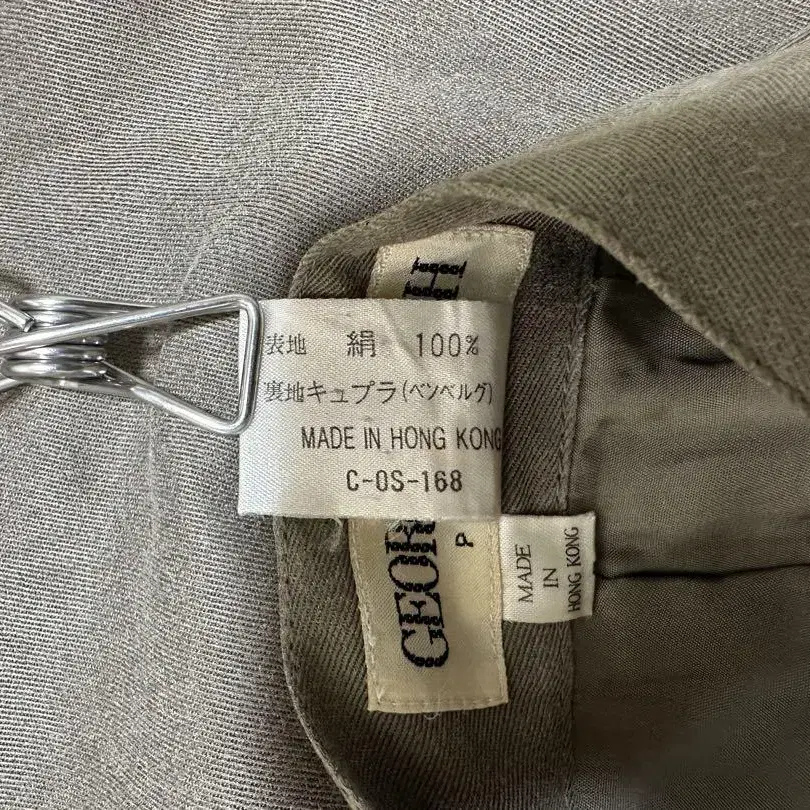 表地 絹 100%
裏地キュプラ(ベンベルグ)
MADE IN HONG KONG
C-OS-168
GEOR
P
MADE
IN
HONG KONG